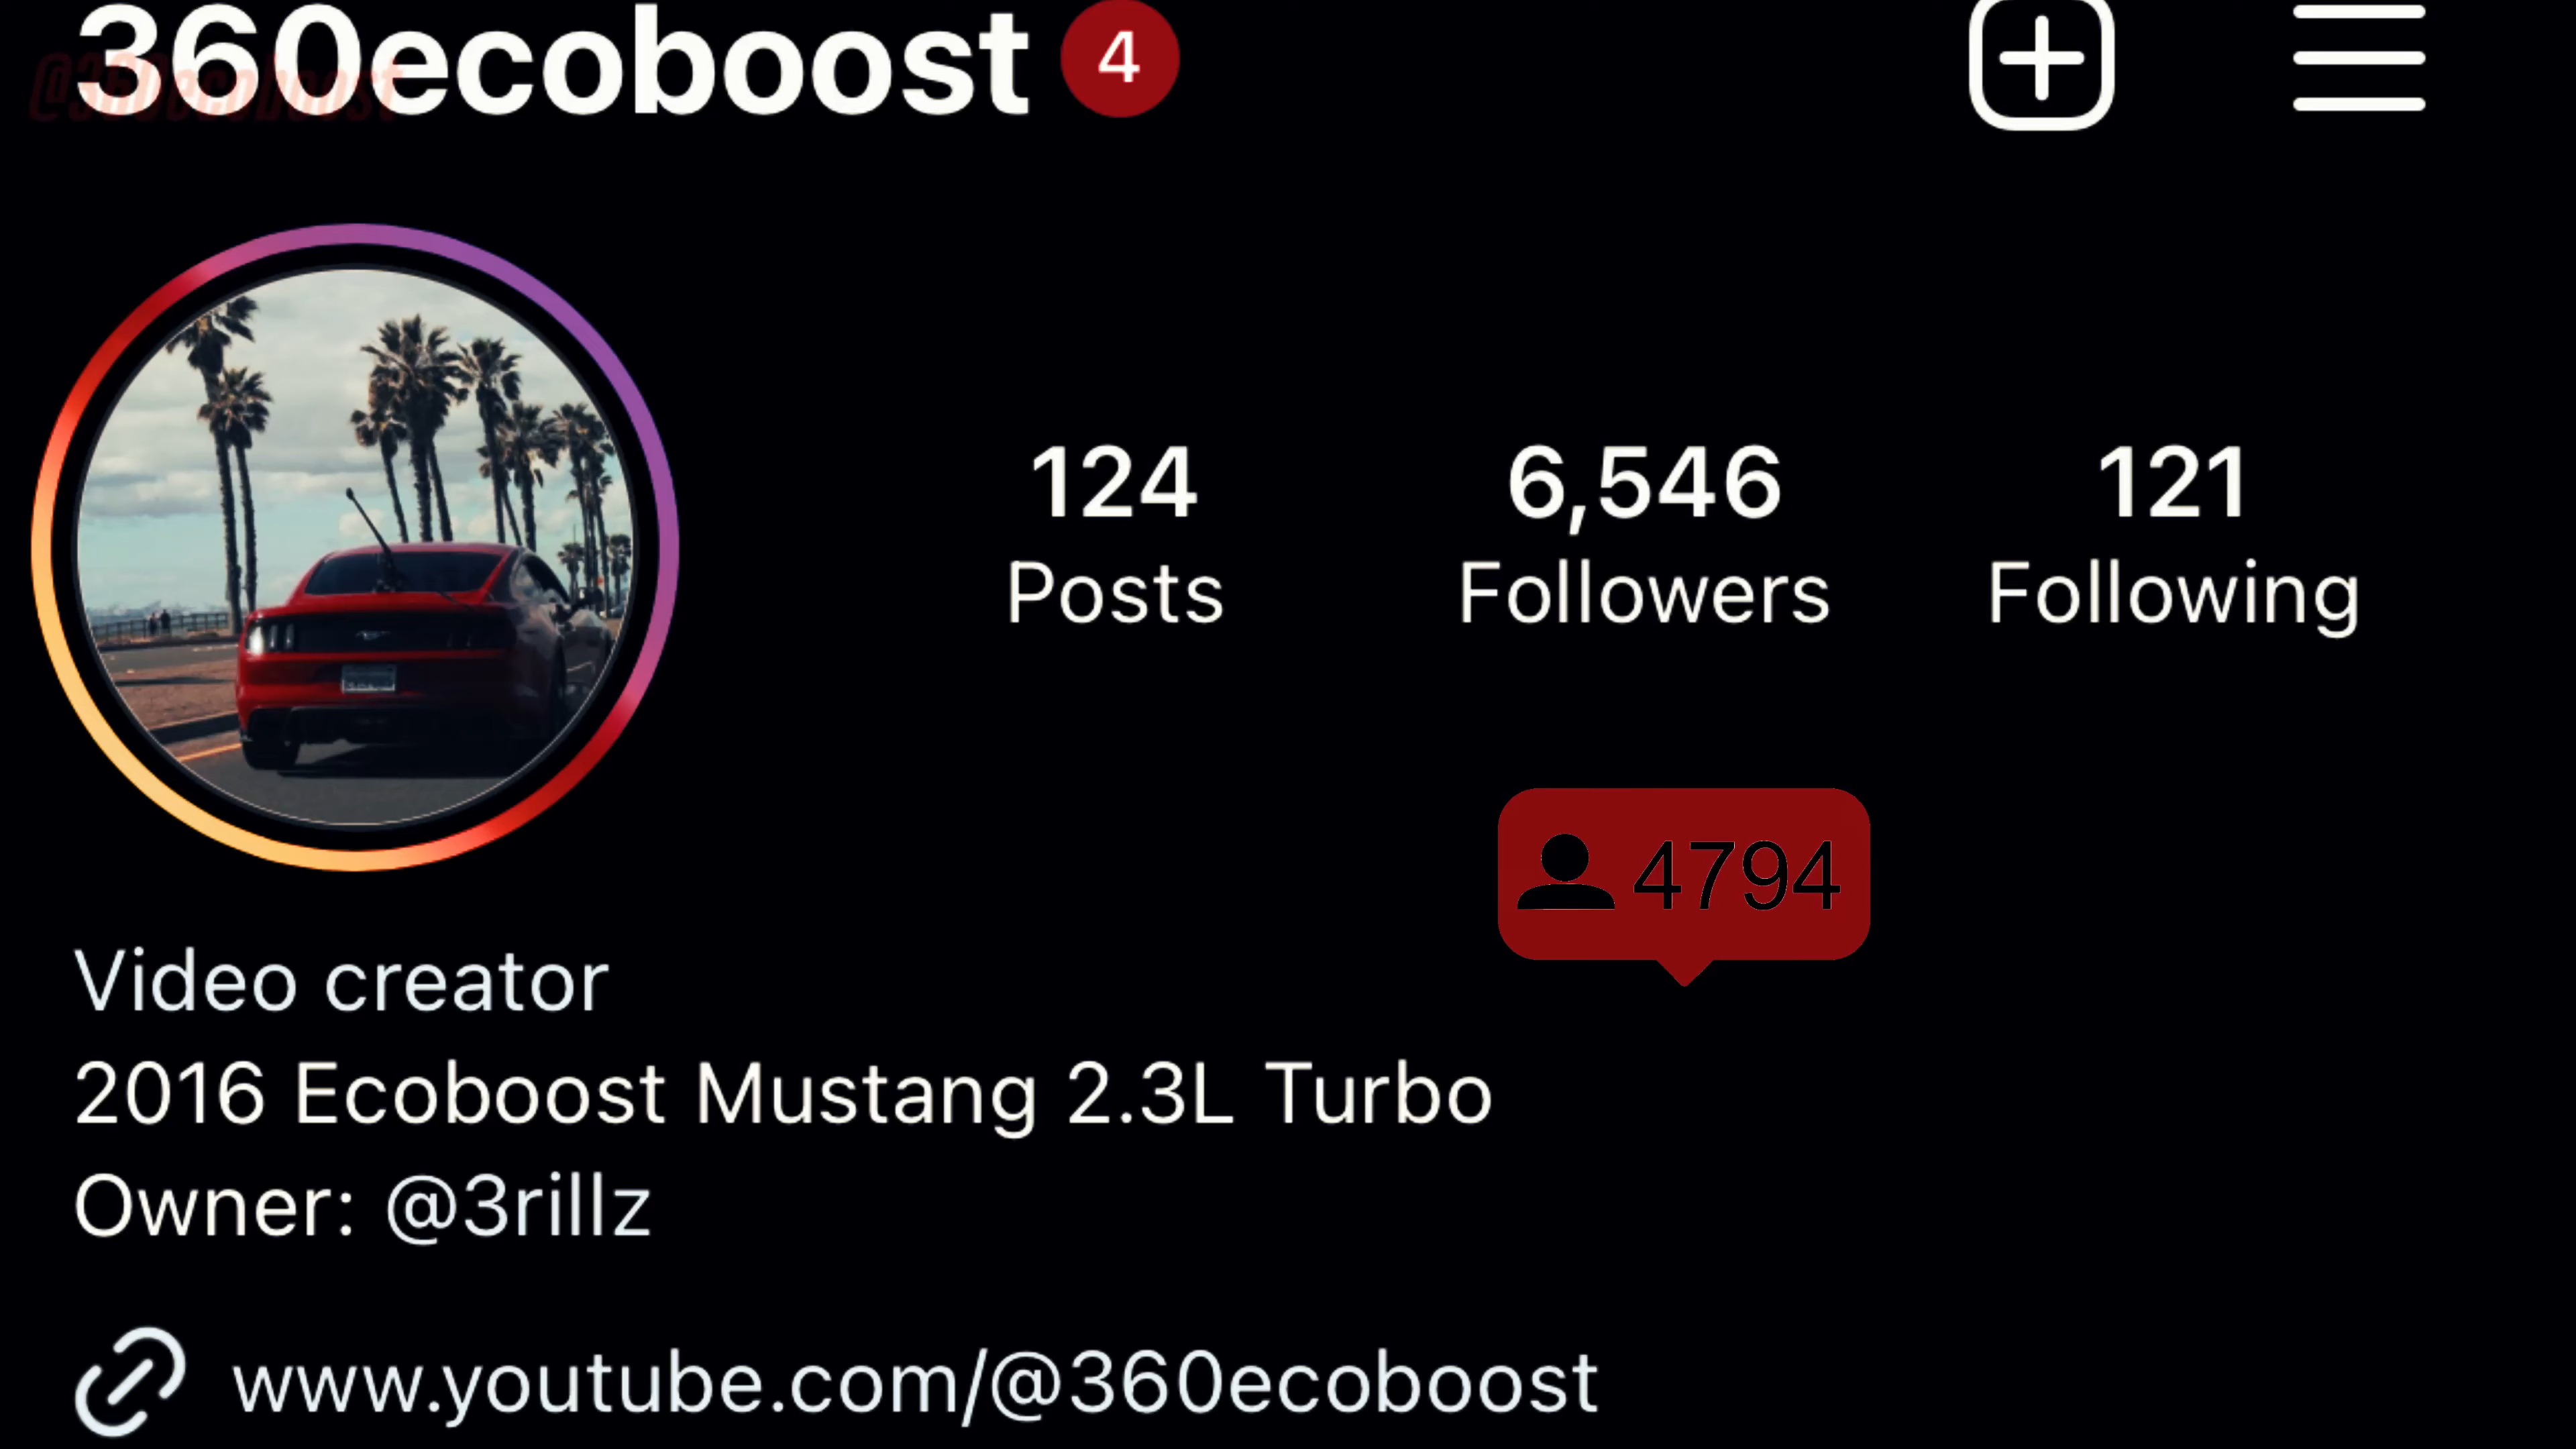 360ecoboost 4
@360ecoboost
124 6,546 121
Posts Followers Following
4794
Video creator
2016 Ecoboost Mustang 2.3L Turbo
Owner: @3rillz
www.youtube.com/@360ecoboost